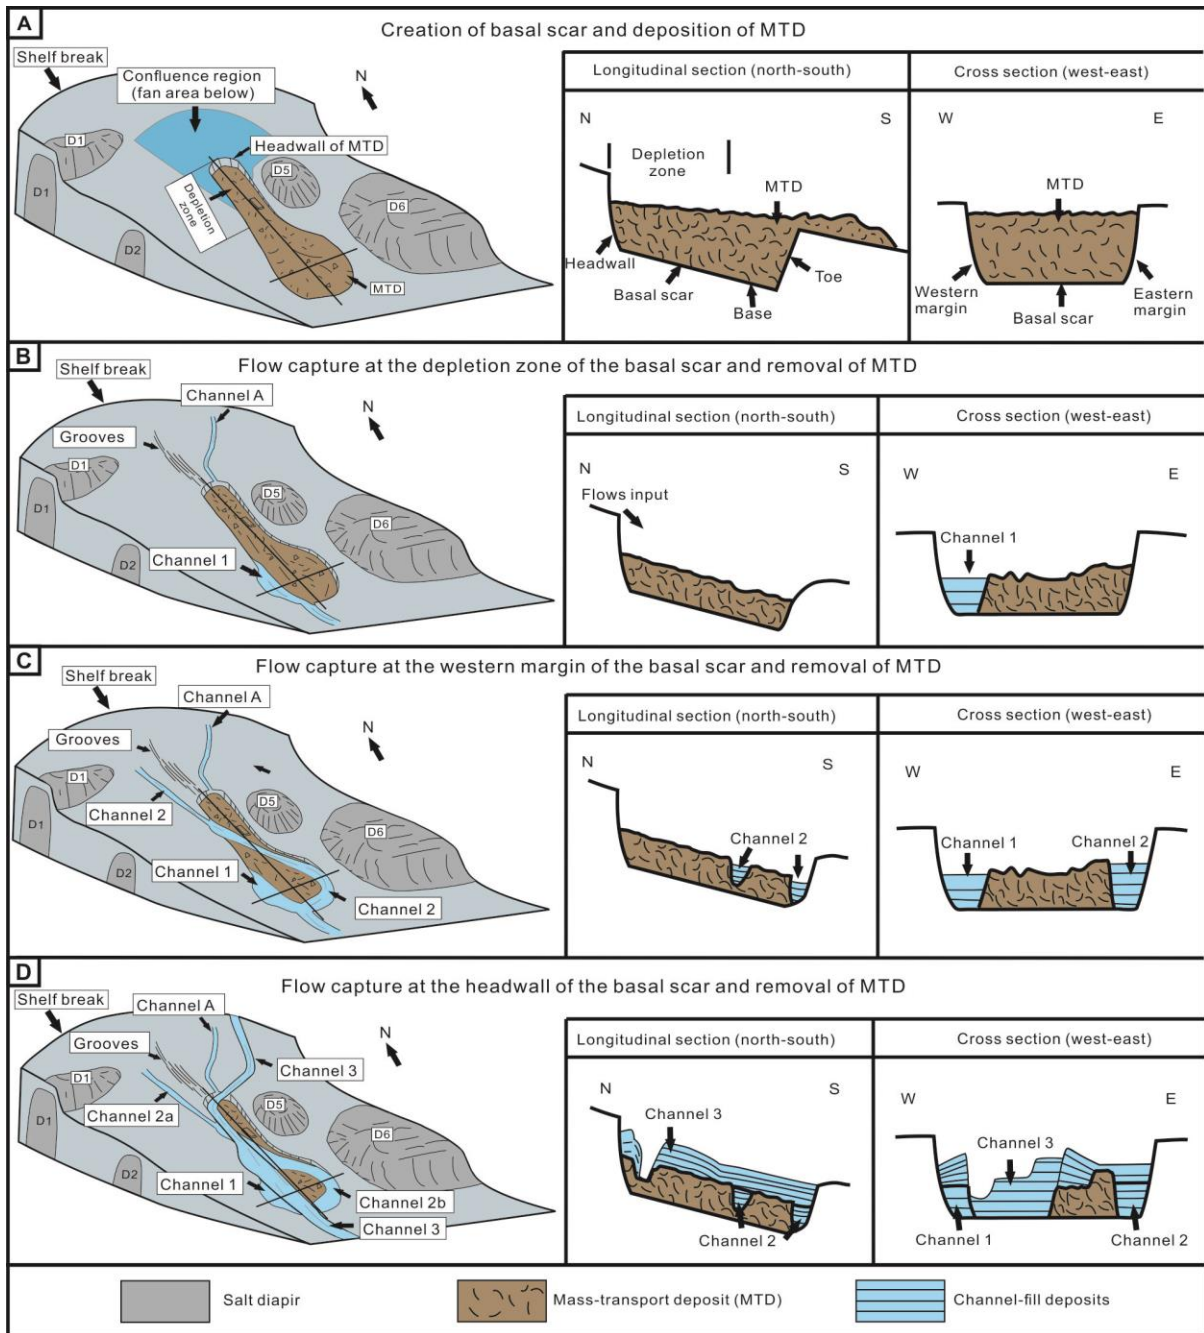 A
Creation of basal scar and deposition of MTD
Shelf break
Confluence region
(fan area below)
N
D1
Headwall of MTD
D5
D1
Depletion
zone
D6
D2
MTD
Longitudinal section (north-south)
N
S
Depletion
zone
MTD
Headwall
Basal scar
Toe
Base
Cross section (west-east)
W
E
MTD
Western
margin
Eastern
margin
Basal scar
B
Flow capture at the depletion zone of the basal scar and removal of MTD
Shelf break
Channel A
N
Grooves
D1
D5
D1
D6
Channel 1
D2
Longitudinal section (north-south)
N
S
Flows input
Cross section (west-east)
W
E
Channel 1
C
Flow capture at the western margin of the basal scar and removal of MTD
Shelf break
Channel A
N
Grooves
D1
D5
Channel 2
D1
D6
Channel 1
D2
Channel 2
Longitudinal section (north-south)
N
S
Channel 2
Cross section (west-east)
W
E
Channel 1
Channel 2
D
Flow capture at the headwall of the basal scar and removal of MTD
Shelf break
Channel A
N
Grooves
Channel 3
D1
D5
Channel 2a
D1
D6
D2
Channel 1
Channel 2b
Channel 3
Longitudinal section (north-south)
N
S
Channel 3
Channel 2
Cross section (west-east)
W
E
Channel 3
Channel 1
Channel 2
Salt diapir
Mass-transport deposit (MTD)
Channel-fill deposits